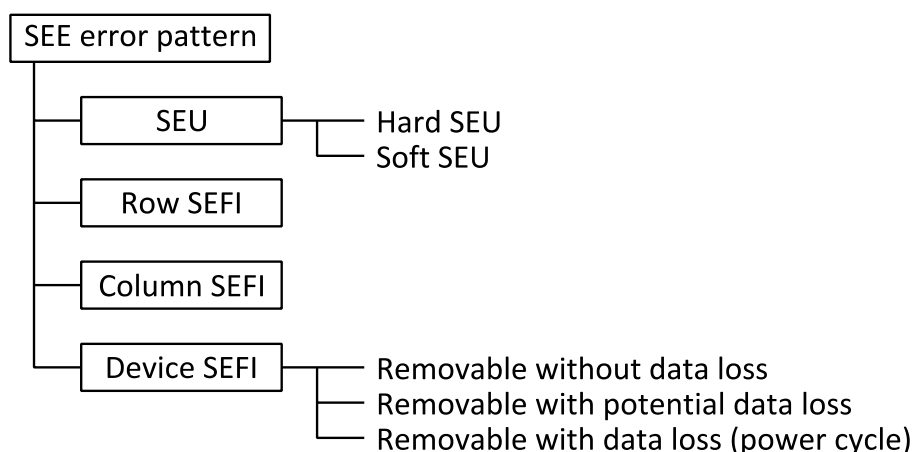 SEE error pattern
SEU
Hard SEU
Soft SEU
Row SEFI
Column SEFI
Device SEFI
Removable without data loss
Removable with potential data loss
Removable with data loss (power cycle)